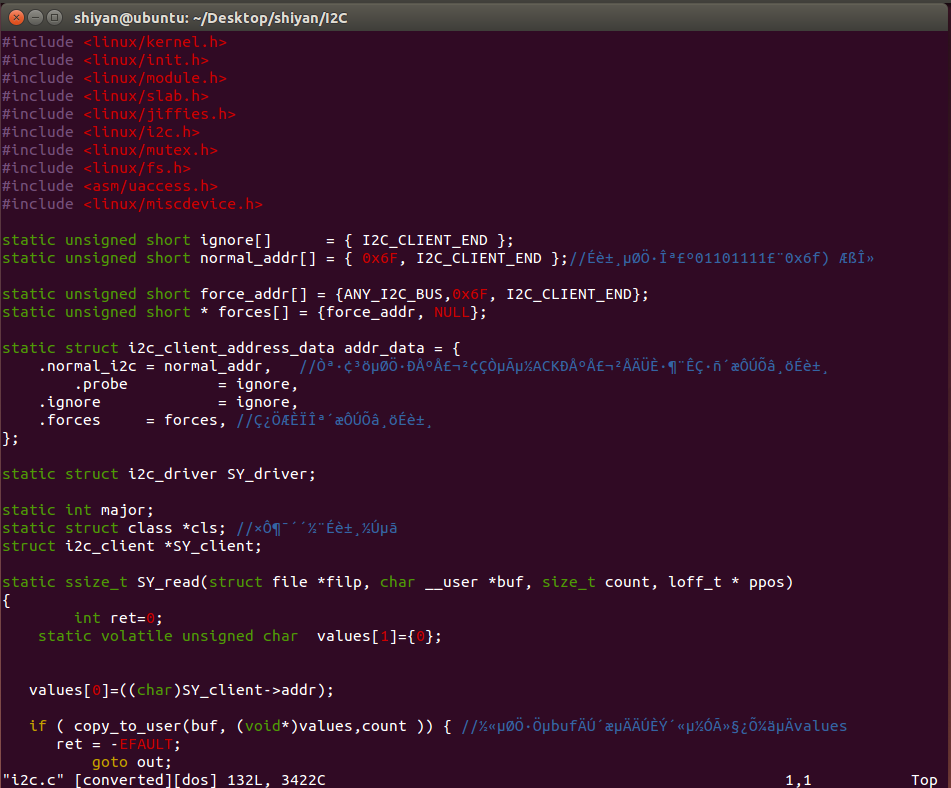 shiyan@ubuntu: ~/Desktop/shiyan/I2C
#include <linux/kernel.h>
#include <linux/init.h>
#include <linux/module.h>
#include <linux/slab.h>
#include <linux/jiffies.h>
#include <linux/i2c.h>
#include <linux/mutex.h>
#include <linux/fs.h>
#include <asm/uaccess.h>
#include <linux/miscdevice.h>
static unsigned short ignore[]      = { I2C_CLIENT_END };
static unsigned short normal_addr[] = { 0x6F, I2C_CLIENT_END };//Éè±¸µØÖ·Îª£º01101111£¨0x6f) ÆßÎ»
static unsigned short force_addr[] = {ANY_I2C_BUS,0x6F, I2C_CLIENT_END};
static unsigned short * forces[] = {force_addr, NULL};
static struct i2c_client_address_data addr_data = {
    .normal_i2c = normal_addr,   //Òª·¢³öµØÖ·ÐÅºÅ£¬²¢ÇÒµÃµ½ACKÐÅºÅ£¬²ÅÄÜÈ·¶¨ÊÇ·ñ´æÔÚÕâ¸öÉè±¸
        .probe          = ignore,
    .ignore             = ignore,
    .forces     = forces, //Ç¿ÖÆÈÏÎª´æÔÚÕâ¸öÉè±¸
};
static struct i2c_driver SY_driver;
static int major;
static struct class *cls; //×Ô¶¯´´½¨Éè±¸½Úµã
struct i2c_client *SY_client;
static ssize_t SY_read(struct file *filp, char __user *buf, size_t count, loff_t * ppos)
{
        int ret=0;
    static volatile unsigned char  values[1]={0};
   values[0]=((char)SY_client->addr);
   if ( copy_to_user(buf, (void*)values,count )) { //½«µØÖ·ÖµµbufÄÚ´æµÄÄÚÈÝ´«µ½ÓÃ»§¿Õ¼äµÄvalues
      ret = -EFAULT;
          goto out;
"i2c.c" [converted][dos] 132L, 3422C                                                   1,1           Top